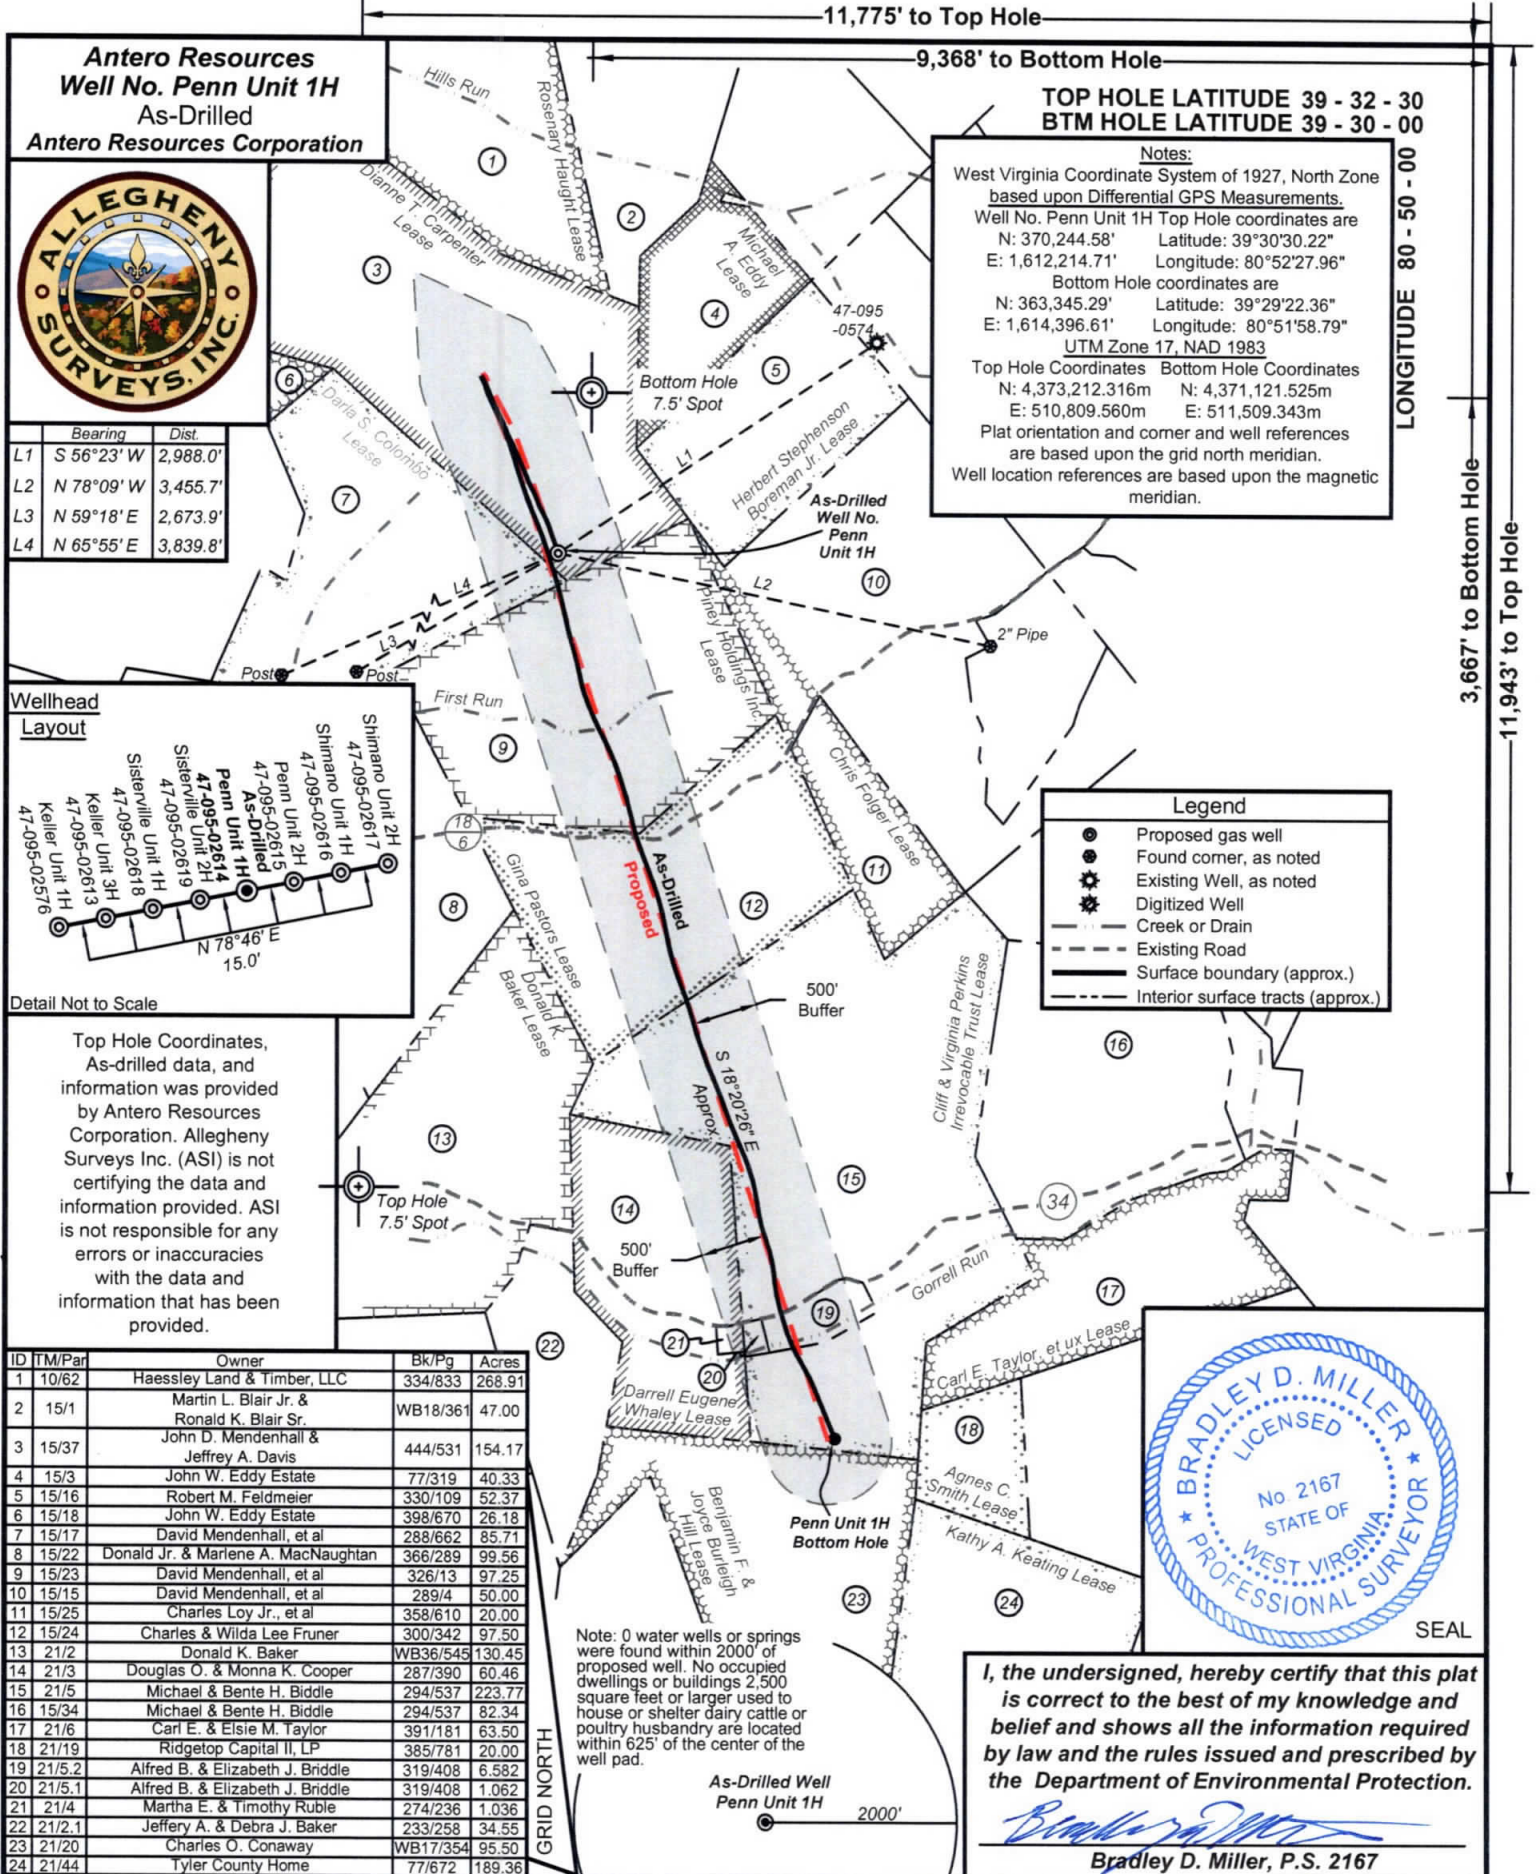 11,775' to Top Hole
9,368' to Bottom Hole
Antero Resources
Well No. Penn Unit 1H
As-Drilled
Antero Resources Corporation
ALLEGHENY
SURVEYS, INC.
TOP HOLE LATITUDE 39 - 32 - 30
BTM HOLE LATITUDE 39 - 30 - 00
LONGITUDE 80 - 50 - 00
3,667' to Bottom Hole
11,943' to Top Hole
Notes:
West Virginia Coordinate System of 1927, North Zone
based upon Differential GPS Measurements.
Well No. Penn Unit 1H Top Hole coordinates are
N: 370,244.58' Latitude: 39°30'30.22"
E: 1,612,214.71' Longitude: 80°52'27.96"
Bottom Hole coordinates are
N: 363,345.29' Latitude: 39°29'22.36"
E: 1,614,396.61' Longitude: 80°51'58.79"
UTM Zone 17, NAD 1983
Top Hole Coordinates Bottom Hole Coordinates
N: 4,373,212.316m N: 4,371,121.525m
E: 510,809.560m E: 511,509.343m
Plat orientation and corner and well references
are based upon the grid north meridian.
Well location references are based upon the magnetic
meridian.
Bearing Dist.
L1 S 56°23' W 2,988.0'
L2 N 78°09' W 3,455.7'
L3 N 59°18' E 2,673.9'
L4 N 65°55' E 3,839.8'
Hills Run
Rosenary Haught Lease
1
2
Dianne T. Carpenter
Lease
3
Michael
A. Eddy
Lease
4
47-095
-0574
5
6
Bottom Hole
7.5' Spot
Darla S. Colombo
Lease
7
L1
Herbert Stephenson
Boreman Jr. Lease
As-Drilled
Well No.
Penn
Unit 1H
10
L2
L4
L3
Post
Post
2" Pipe
Piney Holdings Inc.
Lease
First Run
9
Chris Folger Lease
18
6
11
12
8
As-Drilled
Proposed
Gina Pastors Lease
Donald K.
Baker Lease
500'
Buffer
Cliff & Virginia Perkins
Irrevocable Trust Lease
16
S 18°20'26" E
Approx.
13
Top Hole
7.5' Spot
15
34
14
500'
Buffer
Gorrell Run
17
19
21
20
22
Carl E. Taylor, et ux Lease
Darrell Eugene
Whaley Lease
18
Agnes C.
Smith Lease
Benjamin F. &
Joyce Burleigh
Hill Lease
Penn Unit 1H
Bottom Hole
Kathy A. Keating Lease
23
24
Wellhead
Layout
Keller Unit 1H
47-095-02576
Keller Unit 3H
47-095-02613
Sisterville Unit 1H
47-095-02618
Sisterville Unit 2H
47-095-02619
Penn Unit 1H
As-Drilled
47-095-02614
Penn Unit 2H
47-095-02615
Shimano Unit 1H
47-095-02616
Shimano Unit 2H
47-095-02617
N 78°46' E
15.0'
Detail Not to Scale
Legend
Proposed gas well
Found corner, as noted
Existing Well, as noted
Digitized Well
Creek or Drain
Existing Road
Surface boundary (approx.)
Interior surface tracts (approx.)
Top Hole Coordinates,
As-drilled data, and
information was provided
by Antero Resources
Corporation. Allegheny
Surveys Inc. (ASI) is not
certifying the data and
information provided. ASI
is not responsible for any
errors or inaccuracies
with the data and
information that has been
provided.
ID TM/Par Owner Bk/Pg Acres
1 10/62 Haessley Land & Timber, LLC 334/833 268.91
2 15/1 Martin L. Blair Jr. & Ronald K. Blair Sr. WB18/361 47.00
3 15/37 John D. Mendenhall & Jeffrey A. Davis 444/531 154.17
4 15/3 John W. Eddy Estate 77/319 40.33
5 15/16 Robert M. Feldmeier 330/109 52.37
6 15/18 John W. Eddy Estate 398/670 26.18
7 15/17 David Mendenhall, et al 288/662 85.71
8 15/22 Donald Jr. & Marlene A. MacNaughtan 366/289 99.56
9 15/23 David Mendenhall, et al 326/13 97.25
10 15/15 David Mendenhall, et al 289/4 50.00
11 15/25 Charles Loy Jr., et al 358/610 20.00
12 15/24 Charles & Wilda Lee Fruner 300/342 97.50
13 21/2 Donald K. Baker WB36/545 130.45
14 21/3 Douglas O. & Monna K. Cooper 287/390 60.46
15 21/5 Michael & Bente H. Biddle 294/537 223.77
16 15/34 Michael & Bente H. Biddle 294/537 82.34
17 21/6 Carl E. & Elsie M. Taylor 391/181 63.50
18 21/19 Ridgetop Capital II, LP 385/781 20.00
19 21/5.2 Alfred B. & Elizabeth J. Briddle 319/408 6.582
20 21/5.1 Alfred B. & Elizabeth J. Briddle 319/408 1.062
21 21/4 Martha E. & Timothy Ruble 274/236 1.036
22 21/2.1 Jeffery A. & Debra J. Baker 233/258 34.55
23 21/20 Charles O. Conaway WB17/354 95.50
24 21/44 Tyler County Home 77/672 189.36
GRID NORTH
Note: 0 water wells or springs
were found within 2000' of
proposed well. No occupied
dwellings or buildings 2,500
square feet or larger used to
house or shelter dairy cattle or
poultry husbandry are located
within 625' of the center of the
well pad.
As-Drilled Well
Penn Unit 1H
2000'
BRADLEY D. MILLER
LICENSED
No. 2167
STATE OF
WEST VIRGINIA
PROFESSIONAL SURVEYOR
SEAL
I, the undersigned, hereby certify that this plat
is correct to the best of my knowledge and
belief and shows all the information required
by law and the rules issued and prescribed by
the Department of Environmental Protection.
Bradley D. Miller, P.S. 2167